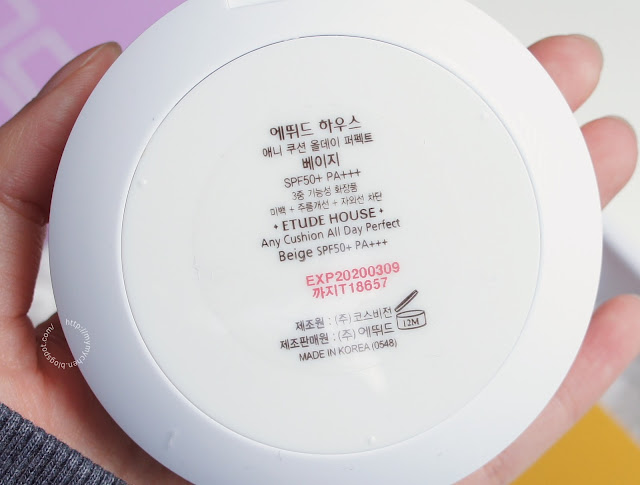 에뛰드 하우스
애니 쿠션 올데이 퍼펙트
베이지
SPF50+ PA+++
3중 기능성 화장품
미백 + 주름개선 + 자외선 차단
• ETUDE HOUSE •
Any Cushion All Day Perfect
Beige SPF50+ PA+++
EXP20200309
까지T18657
제조원 : (주)코스비전
제조판매원 : (주) 에뛰드
12M
MADE IN KOREA (0548)
http://mymychen.blogspot.com/